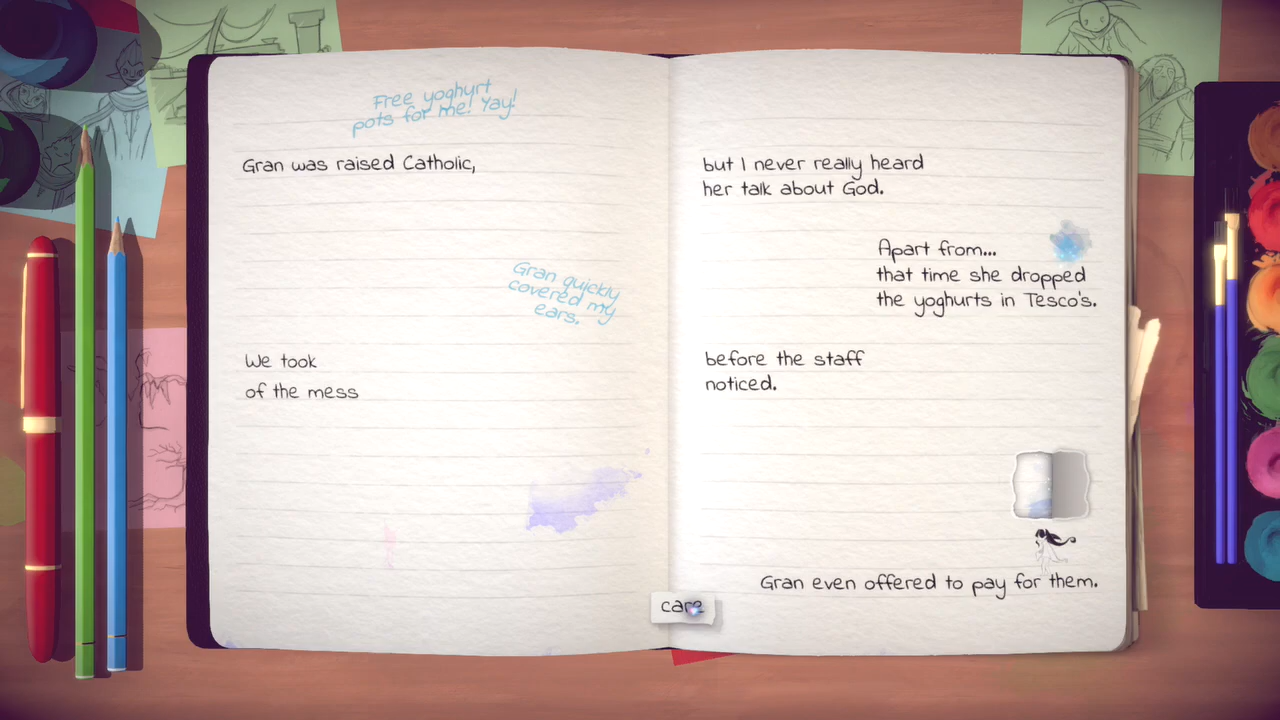 Free yoghurt
pots for me! Yay!
Gran was raised Catholic,
Gran quickly
covered my
ears.
We took
of the mess
but I never really heard
her talk about God.
Apart from...
that time she dropped
the yoghurts in Tesco's.
before the staff
noticed.
Gran even offered to pay for them.
care